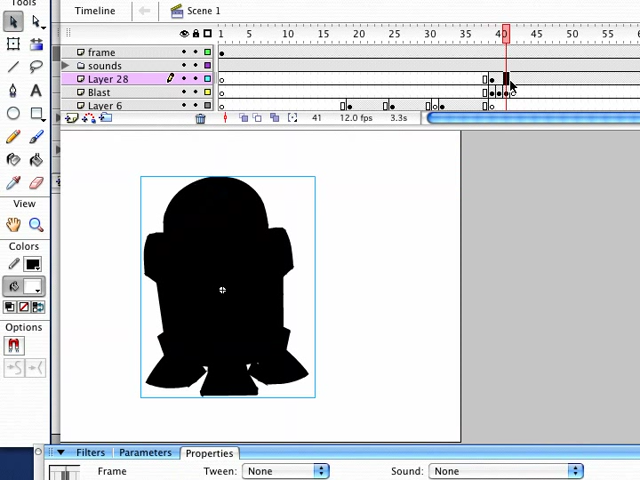 Tools
Timeline
Scene 1
1 5 10 15 20 25 30 35 40 45 50 55
frame
sounds
Layer 28
Blast
Layer 6
41 12.0 fps 3.3s
View
Colors
Options
Filters Parameters Properties
Frame Tween: None Sound: None